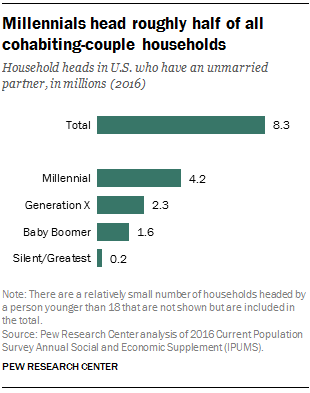 Millennials head roughly half of all
cohabiting-couple households
Household heads in U.S. who have an unmarried
partner, in millions (2016)
Total 8.3
Millennial 4.2
Generation X 2.3
Baby Boomer 1.6
Silent/Greatest 0.2
Note: There are a relatively small number of households headed by
a person younger than 18 that are not shown but are included in
the total.
Source: Pew Research Center analysis of 2016 Current Population
Survey Annual Social and Economic Supplement (IPUMS).
PEW RESEARCH CENTER